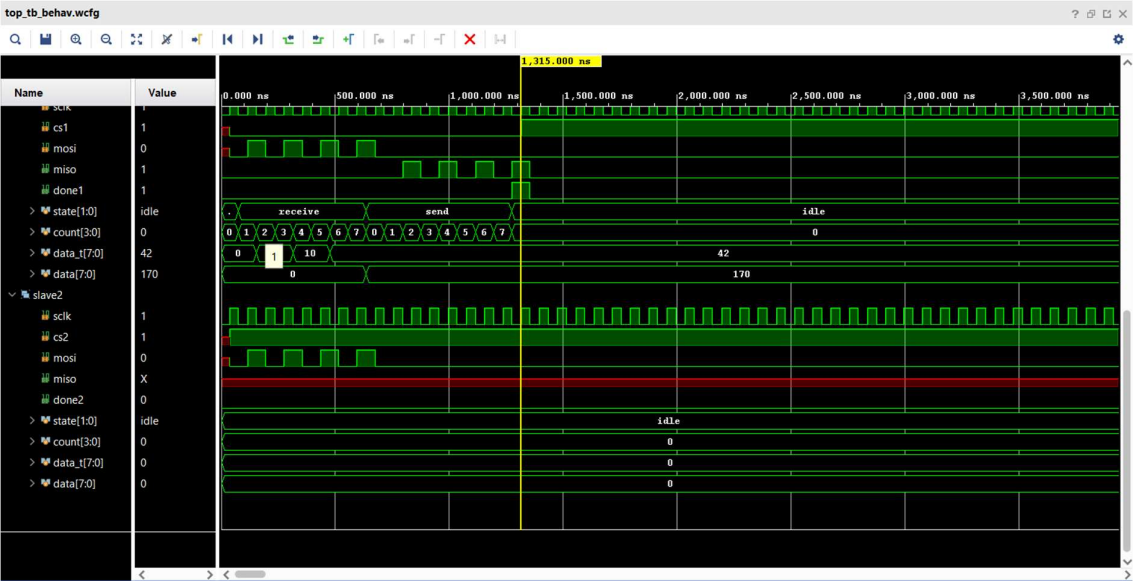 top_tb_behav.wcfg
1,315.000 ns
Name Value
0.000 ns 500.000 ns 1,000.000 ns 1,500.000 ns 2,000.000 ns 2,500.000 ns 3,000.000 ns 3,500.000 ns
sclk 1
cs1 1
mosi 0
miso 1
done1 1
state[1:0] idle . receive send idle
count[3:0] 0 0 1 2 3 4 5 6 7 0 1 2 3 4 5 6 7 0
data_t[7:0] 42 0 1 10 42
data[7:0] 170 0 170
slave2
sclk 1
cs2 1
mosi 0
miso X
done2 0
state[1:0] idle idle
count[3:0] 0 0
data_t[7:0] 0 0
data[7:0] 0 0